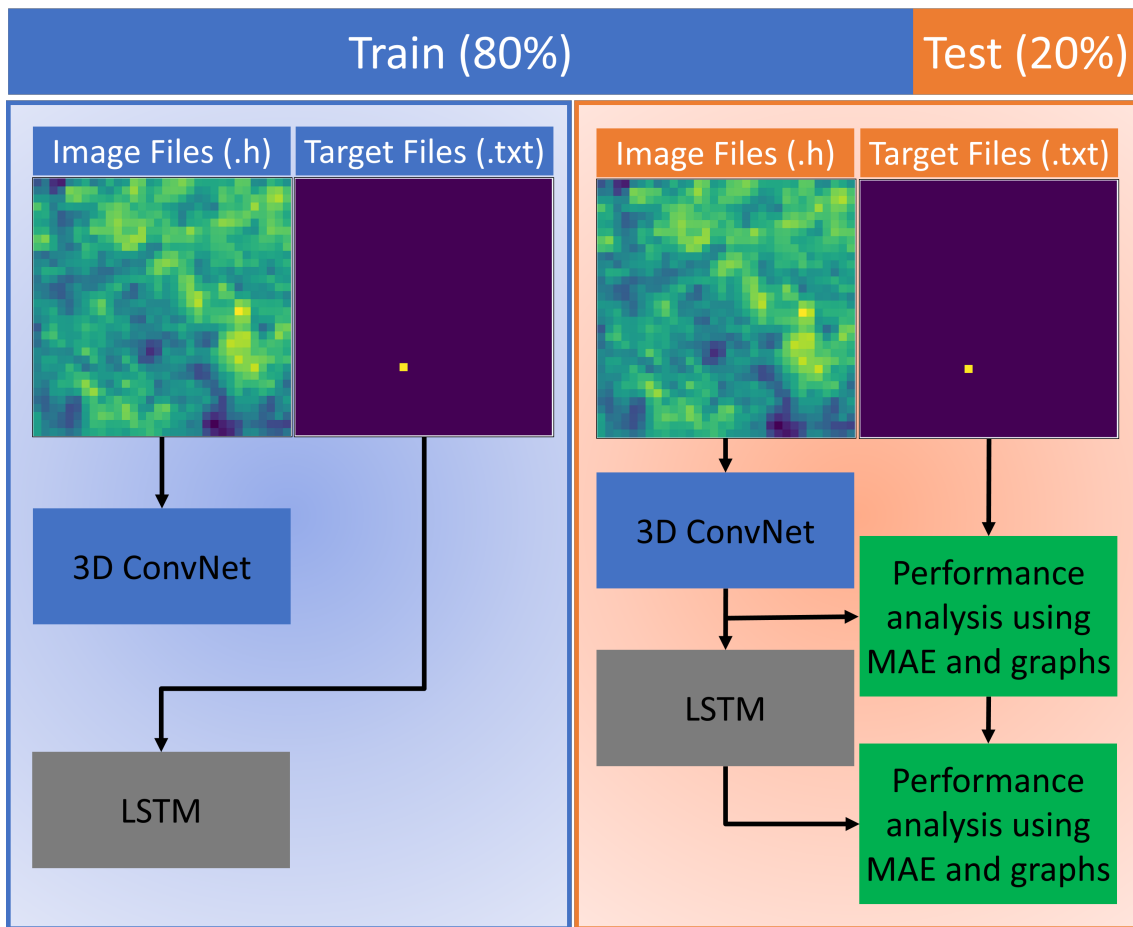 Train (80%)
Test (20%)
Image Files (.h)
Target Files (.txt)
3D ConvNet
LSTM
Image Files (.h)
Target Files (.txt)
3D ConvNet
Performance
analysis using
MAE and graphs
LSTM
Performance
analysis using
MAE and graphs